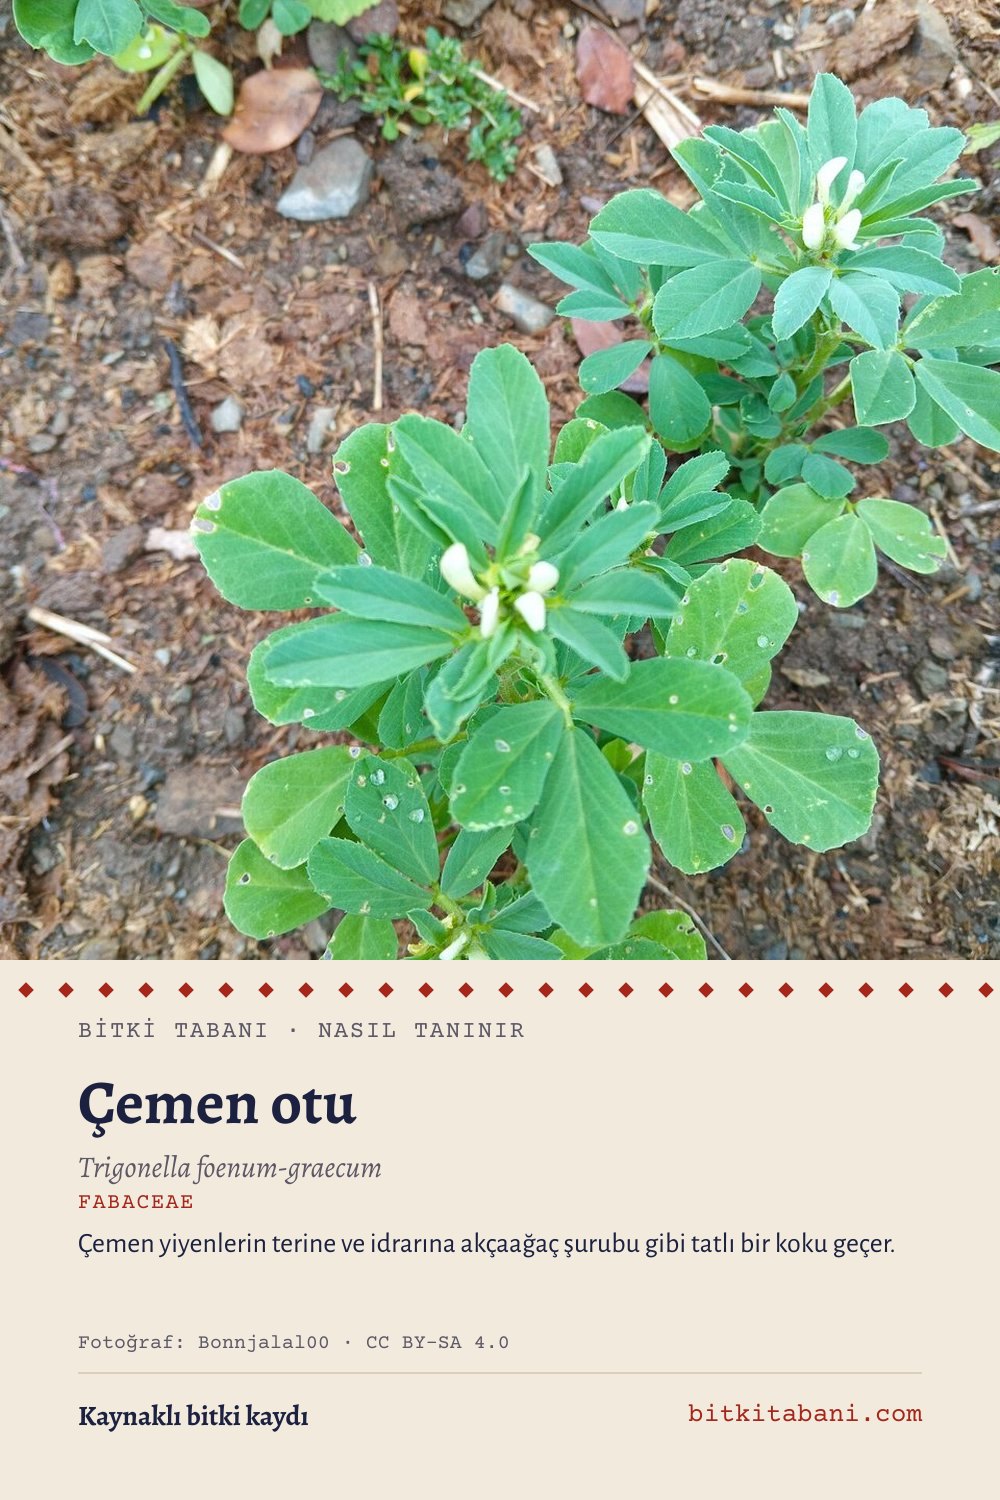 BİTKİ TABANI · NASIL TANINIR
Çemen otu
Trigonella foenum-graecum
FABACEAE
Çemen yiyenlerin terine ve idrarına akçaağaç şurubu gibi tatlı bir koku geçer.
Fotoğraf: Bonnjalal00 · CC BY-SA 4.0
Kaynaklı bitki kaydı
bitkitabani.com